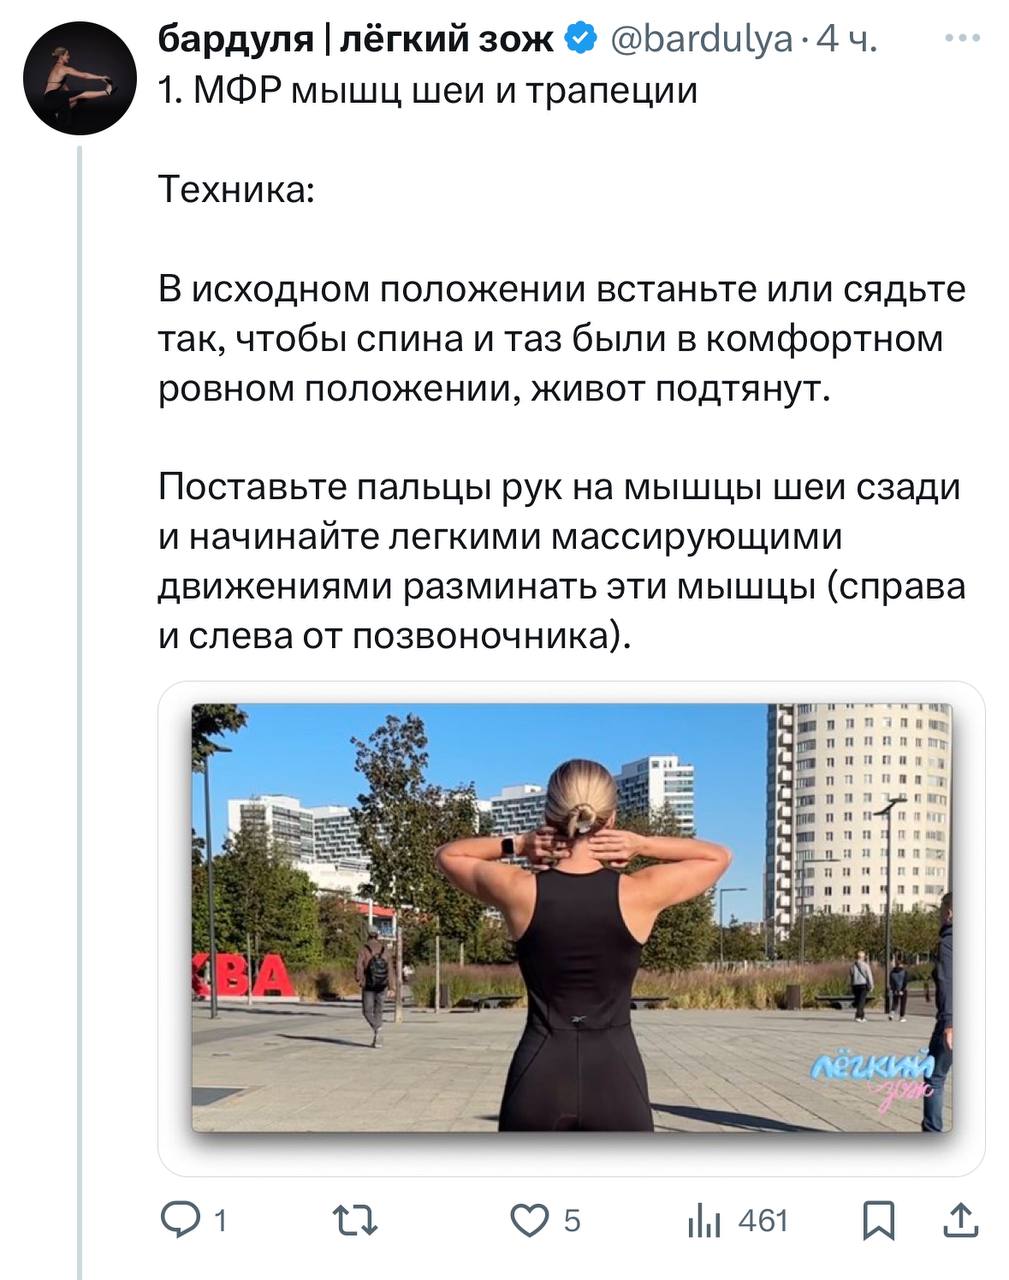 бардуля | лёгкий зож @bardulya · 4 ч.
1. МФР мышц шеи и трапеции
Техника:
В исходном положении встаньте или сядьте
так, чтобы спина и таз были в комфортном
ровном положении, живот подтянут.
Поставьте пальцы рук на мышцы шеи сзади
и начинайте легкими массирующими
движениями разминать эти мышцы (справа
и слева от позвоночника).
КВА
лёгкий
зож
1 5 461